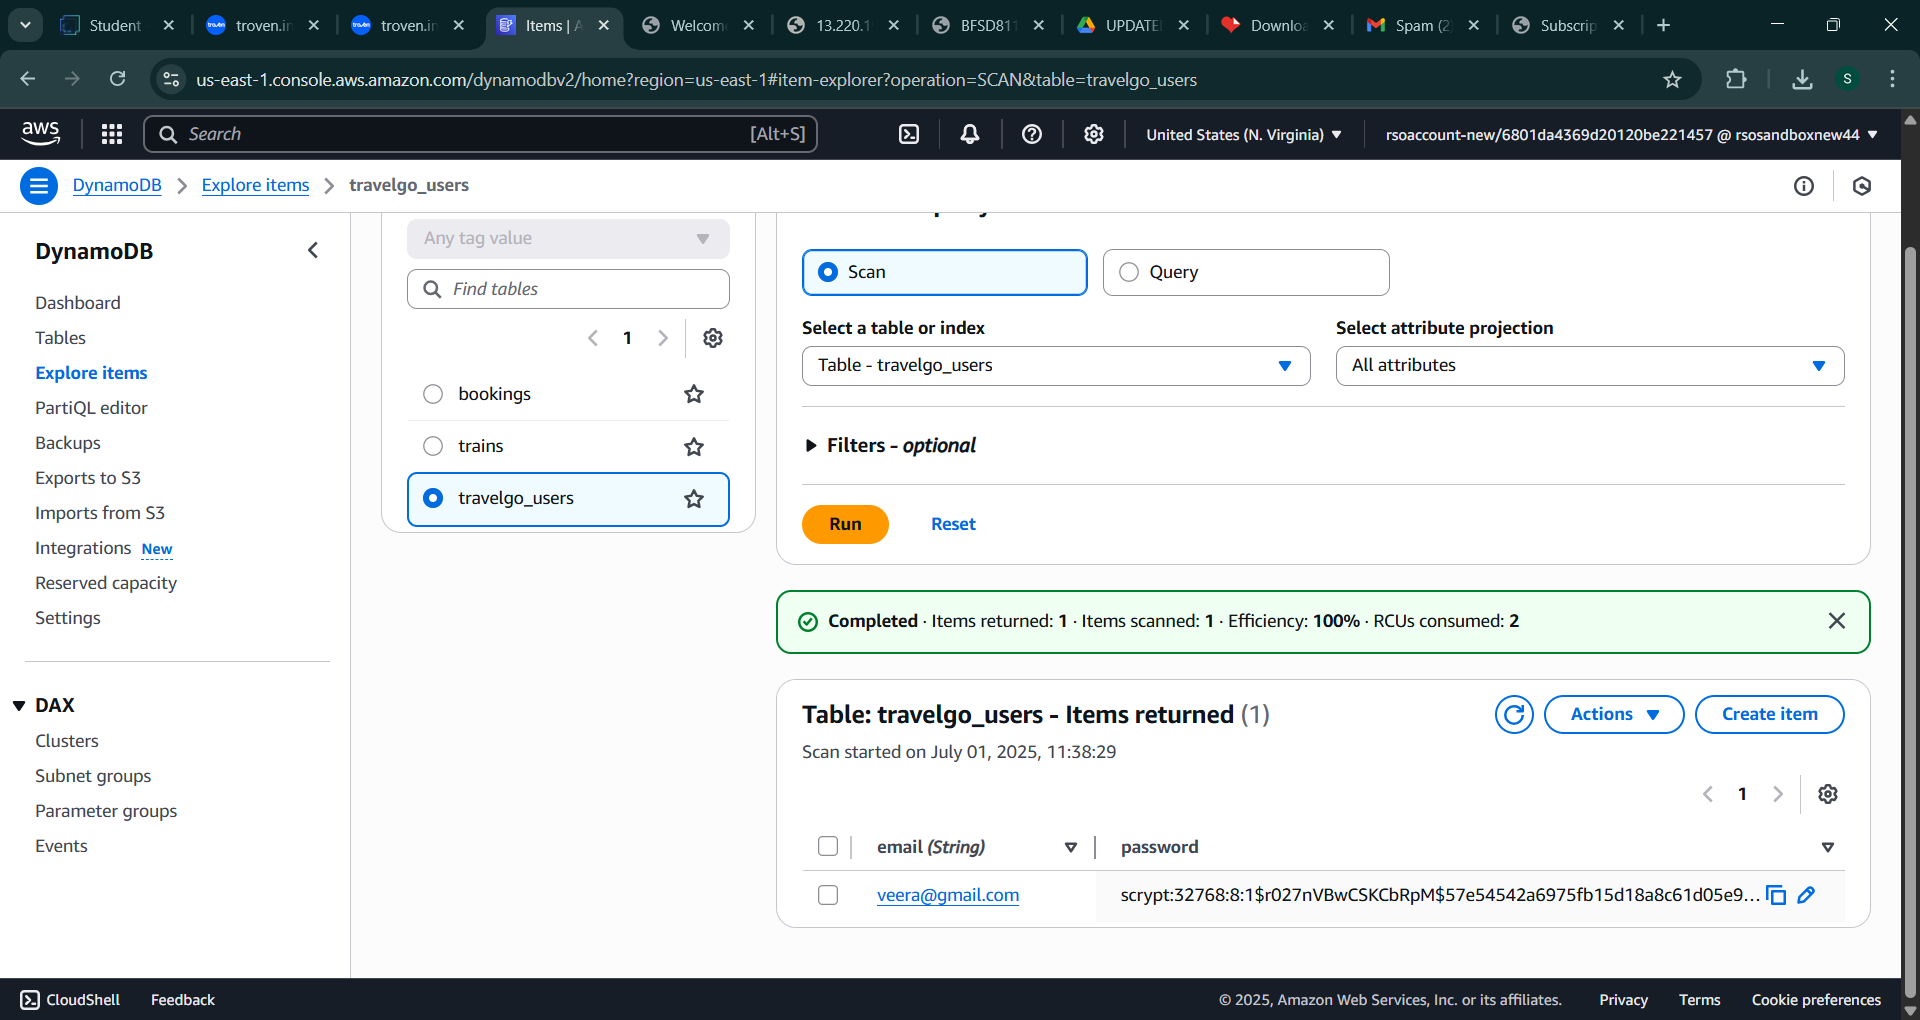 Student
troven.in
troven.in
Items | A
Welcom
13.220.1
BFSD811
UPDATE
Downlo
Spam (2
Subscrip
us-east-1.console.aws.amazon.com/dynamodbv2/home?region=us-east-1#item-explorer?operation=SCAN&table=travelgo_users
S
aws
Search
[Alt+S]
United States (N. Virginia)
rsoaccount-new/6801da4369d20120be221457 @ rsosandboxnew44
DynamoDB
Explore items
travelgo_users
DynamoDB
Dashboard
Tables
Explore items
PartiQL editor
Backups
Exports to S3
Imports from S3
Integrations New
Reserved capacity
Settings
DAX
Clusters
Subnet groups
Parameter groups
Events
Any tag value
Find tables
1
bookings
trains
travelgo_users
Scan
Query
Select a table or index
Select attribute projection
Table - travelgo_users
All attributes
Filters - optional
Run
Reset
Completed · Items returned: 1 · Items scanned: 1 · Efficiency: 100% · RCUs consumed: 2
Table: travelgo_users - Items returned (1)
Actions
Create item
Scan started on July 01, 2025, 11:38:29
1
email (String)
password
veera@gmail.com
scrypt:32768:8:1$r027nVBwCSKCbRpM$57e54542a6975fb15d18a8c61d05e9...
CloudShell
Feedback
© 2025, Amazon Web Services, Inc. or its affiliates.
Privacy
Terms
Cookie preferences